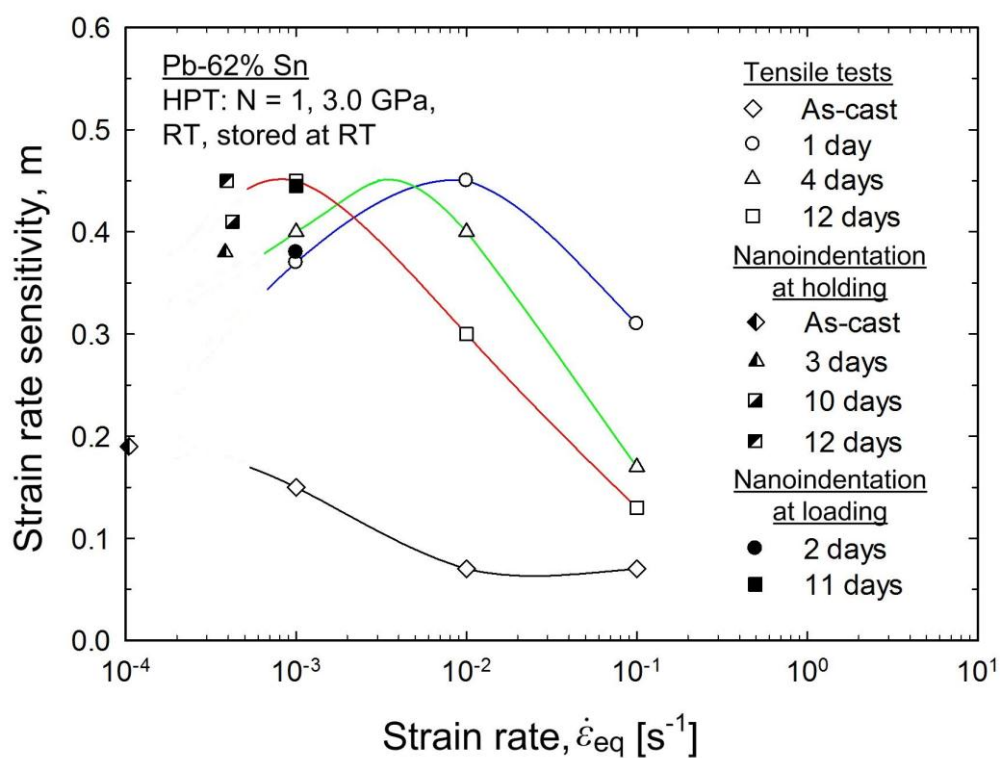 0.6
0.5
0.4
0.3
0.2
0.1
0.0
Strain rate sensitivity, m
Pb-62% Sn
HPT: N = 1, 3.0 GPa,
RT, stored at RT
Tensile tests
As-cast
1 day
4 days
12 days
Nanoindentation
at holding
As-cast
3 days
10 days
12 days
Nanoindentation
at loading
2 days
11 days
10⁻⁴ 10⁻³ 10⁻² 10⁻¹ 10⁰ 10¹
Strain rate, ε̇eq [s⁻¹]